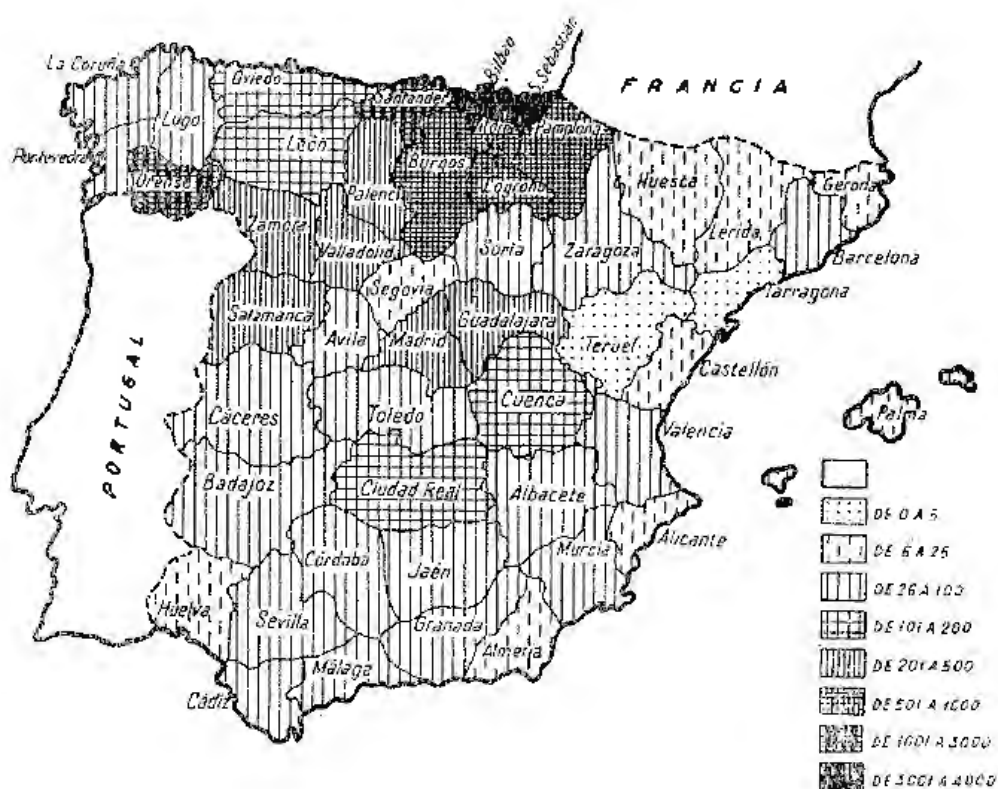 La Coruña
Oviedo
Santander
Bilbao
S. Sebastián
FRANCIA
Lugo
León
Pamplona
Pontevedra
Orense
Burgos
Logroño
Huesca
Gerona
Palenci
Zamora
Valladolid
Soria
Zaragoza
Lerida
Barcelona
Segovia
Tarragona
Salamanca
Avila
Madrid
Guadalajara
Teruel
Castellón
PORTUGAL
Cuenca
Palma
Cáceres
Toledo
Valencia
Badajoz
Ciudad Real
Albacete
Alicante
Córdoba
Jaén
Murcia
Huelva
Sevilla
Granada
Almeria
Málaga
Cádiz
DE 0 A 5
DE 6 A 25
DE 26 A 100
DE 101 A 200
DE 201 A 500
DE 501 A 1000
DE 1001 A 3000
DE 3001 A 4000